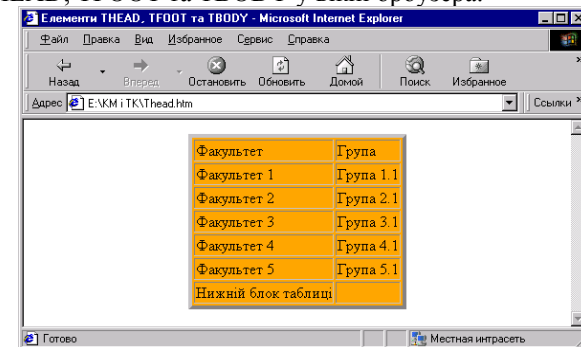 THEAD, TFOOT та TBODY у вікні броузера.
Елементи THEAD, TFOOT та TBODY - Microsoft Internet Explorer
Файл Правка Вид Избранное Сервис Справка
Назад Вперед Остановить Обновить Домой Поиск Избранное »
Адрес E:\KM i TK\Thead.htm Ссылки »
Факультет Група
Факультет 1 Група 1.1
Факультет 2 Група 2.1
Факультет 3 Група 3.1
Факультет 4 Група 4.1
Факультет 5 Група 5.1
Нижній блок таблиці
Готово Местная интрасеть